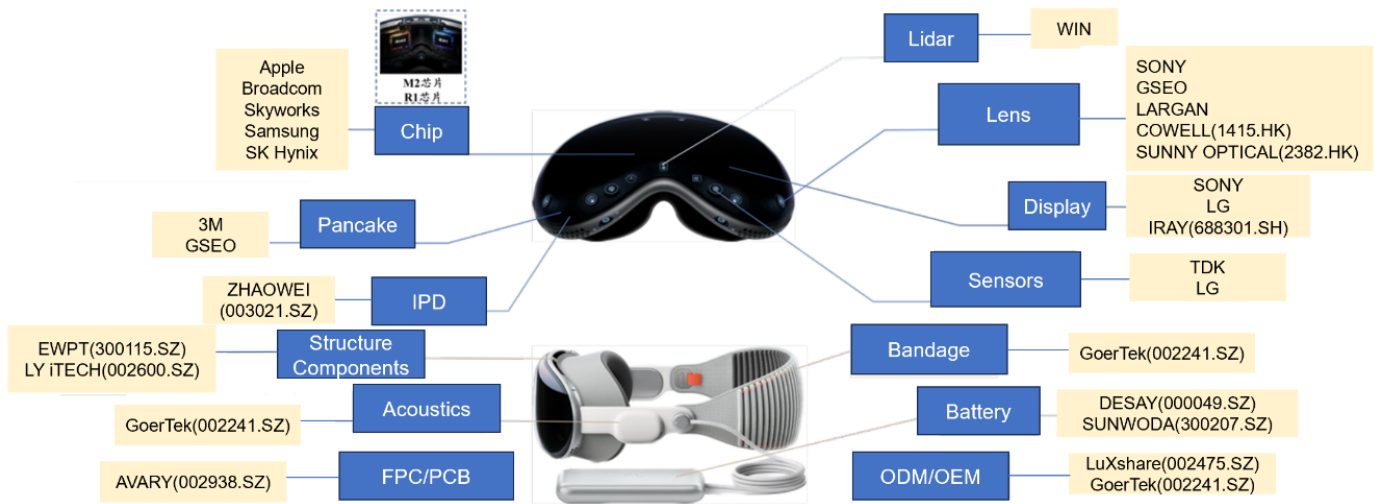 Lidar
WIN
Apple
Broadcom
Skyworks
Samsung
SK Hynix
M2芯片
R1芯片
Chip
Lens
SONY
GSEO
LARGAN
COWELL(1415.HK)
SUNNY OPTICAL(2382.HK)
3M
GSEO
Pancake
Display
SONY
LG
IRAY(688301.SH)
ZHAOWEI
(003021.SZ)
IPD
Sensors
TDK
LG
EWPT(300115.SZ)
LY iTECH(002600.SZ)
Structure
Components
Bandage
GoerTek(002241.SZ)
GoerTek(002241.SZ)
Acoustics
Battery
DESAY(000049.SZ)
SUNWODA(300207.SZ)
AVARY(002938.SZ)
FPC/PCB
ODM/OEM
LuXshare(002475.SZ)
GoerTek(002241.SZ)